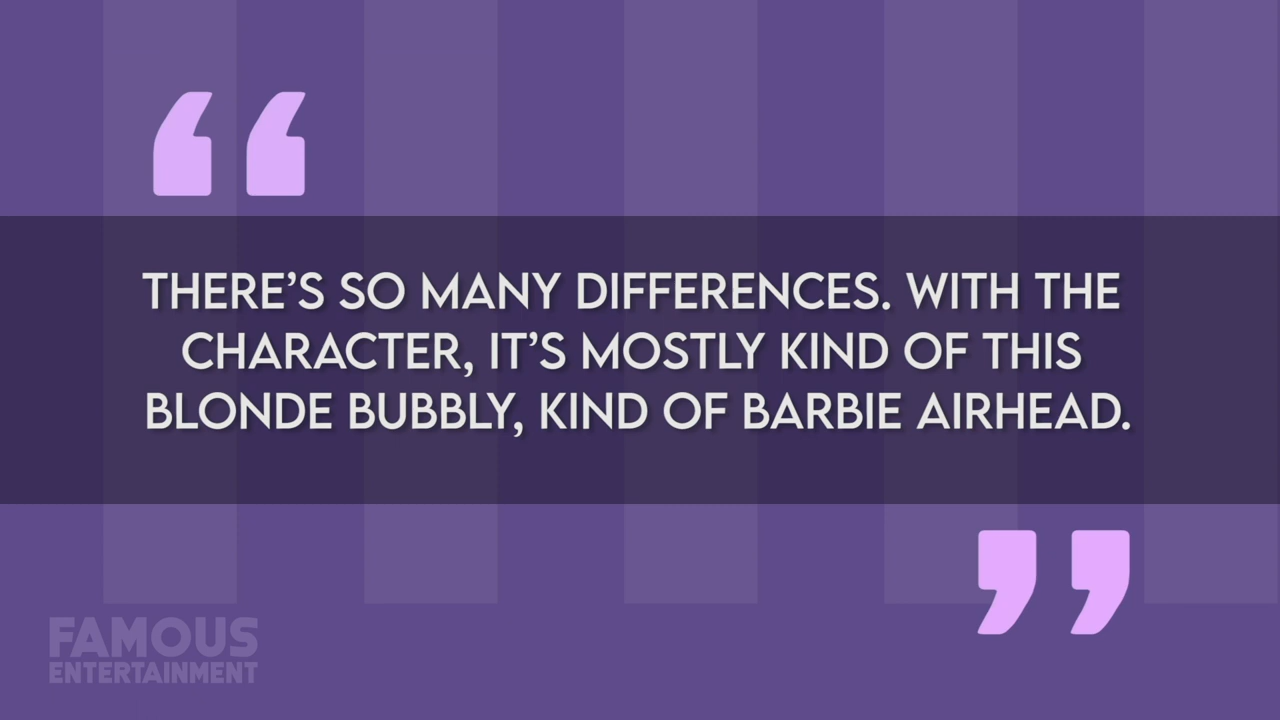 THERE'S SO MANY DIFFERENCES. WITH THE
CHARACTER, IT'S MOSTLY KIND OF THIS
BLONDE BUBBLY, KIND OF BARBIE AIRHEAD.
FAMOUS
ENTERTAINMENT